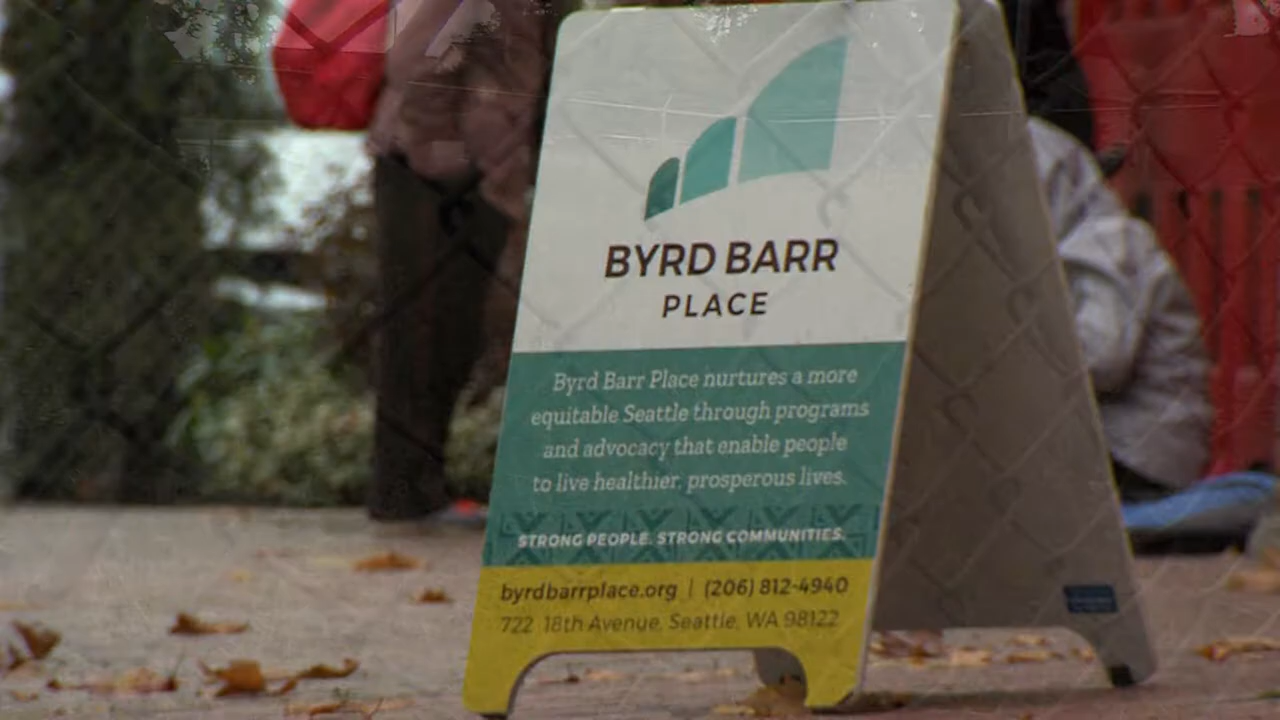 BYRD BARR
PLACE
Byrd Barr Place nurtures a more
equitable Seattle through programs
and advocacy that enable people
to live healthier, prosperous lives.
STRONG PEOPLE. STRONG COMMUNITIES.
byrdbarrplace.org | (206) 812-4940
722 18th Avenue, Seattle, WA 98122